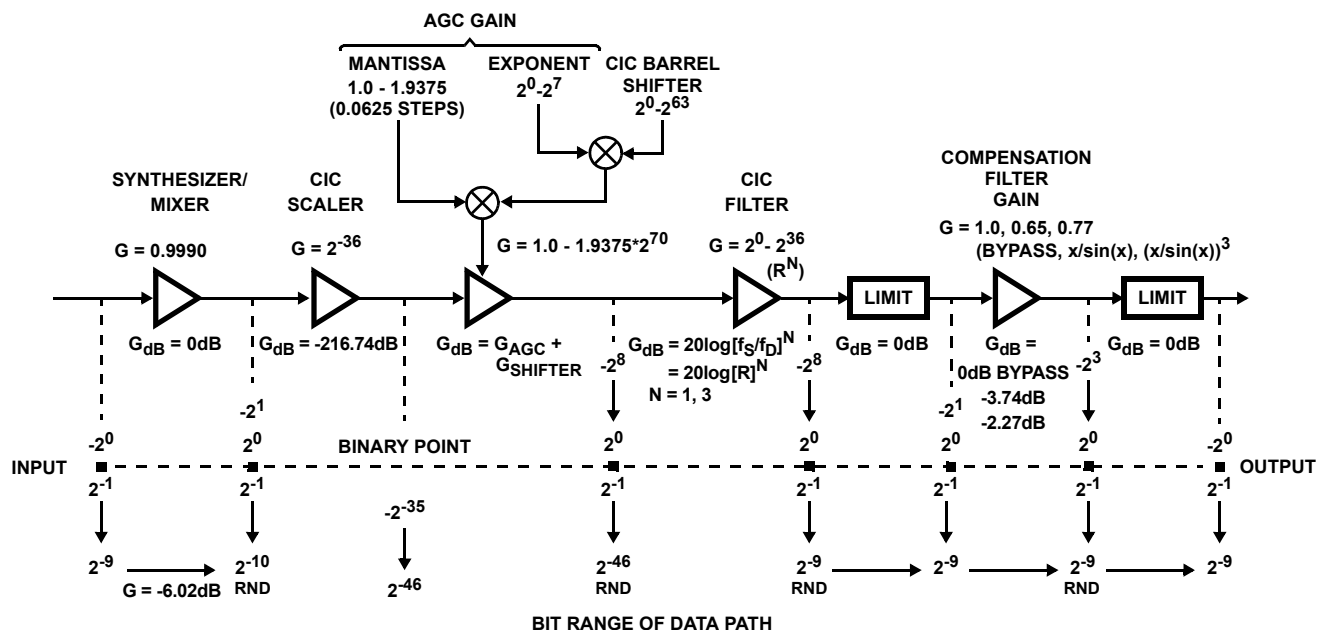 AGC GAIN
MANTISSA
1.0 - 1.9375
(0.0625 STEPS)
EXPONENT
2^0-2^7
CIC BARREL
SHIFTER
2^0-2^63
SYNTHESIZER/
MIXER
G = 0.9990
CIC
SCALER
G = 2^-36
G = 1.0 - 1.9375*2^70
CIC
FILTER
G = 2^0 - 2^36
(R^N)
COMPENSATION
FILTER
GAIN
G = 1.0, 0.65, 0.77
(BYPASS, x/sin(x), (x/sin(x))^3
LIMIT
LIMIT
G_dB = 0dB
G_dB = -216.74dB
G_dB = G_AGC +
G_SHIFTER
G_dB = 20log[f_S/f_D]^N
= 20log[R]^N
N = 1, 3
G_dB = 0dB
G_dB =
0dB BYPASS
-3.74dB
-2.27dB
G_dB = 0dB
-2^8
-2^8
-2^3
-2^1
-2^1
-2^0
2^0
BINARY POINT
2^0
2^0
2^0
2^0
-2^0
INPUT
OUTPUT
2^-1
2^-1
2^-1
2^-1
2^-1
2^-1
2^-1
-2^-35
2^-9
G = -6.02dB
2^-10
RND
2^-46
2^-46
RND
2^-9
RND
2^-9
2^-9
RND
2^-9
BIT RANGE OF DATA PATH